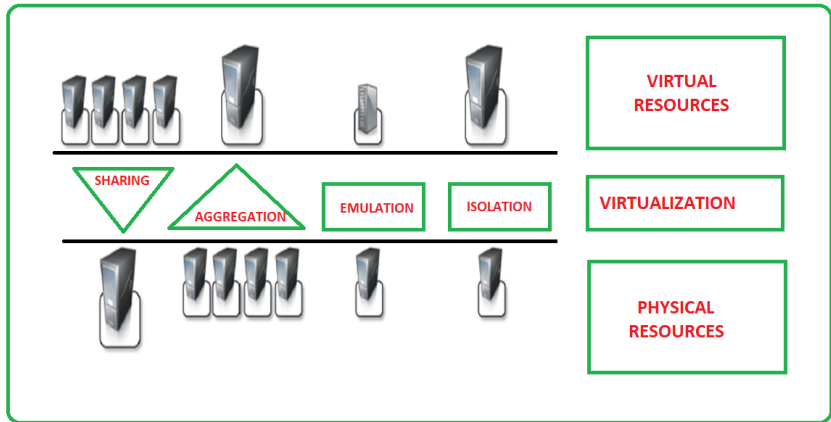 VIRTUAL
RESOURCES
SHARING
AGGREGATION
EMULATION
ISOLATION
VIRTUALIZATION
PHYSICAL
RESOURCES